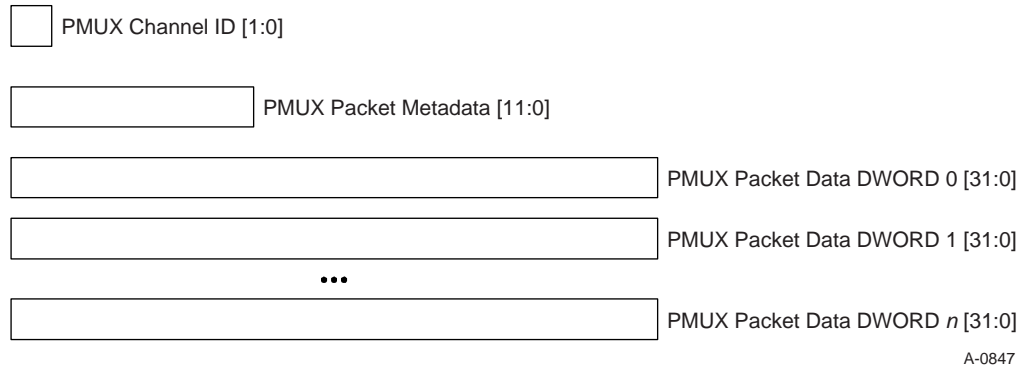 PMUX Channel ID [1:0]
PMUX Packet Metadata [11:0]
PMUX Packet Data DWORD 0 [31:0]
PMUX Packet Data DWORD 1 [31:0]
•••
PMUX Packet Data DWORD n [31:0]
A-0847